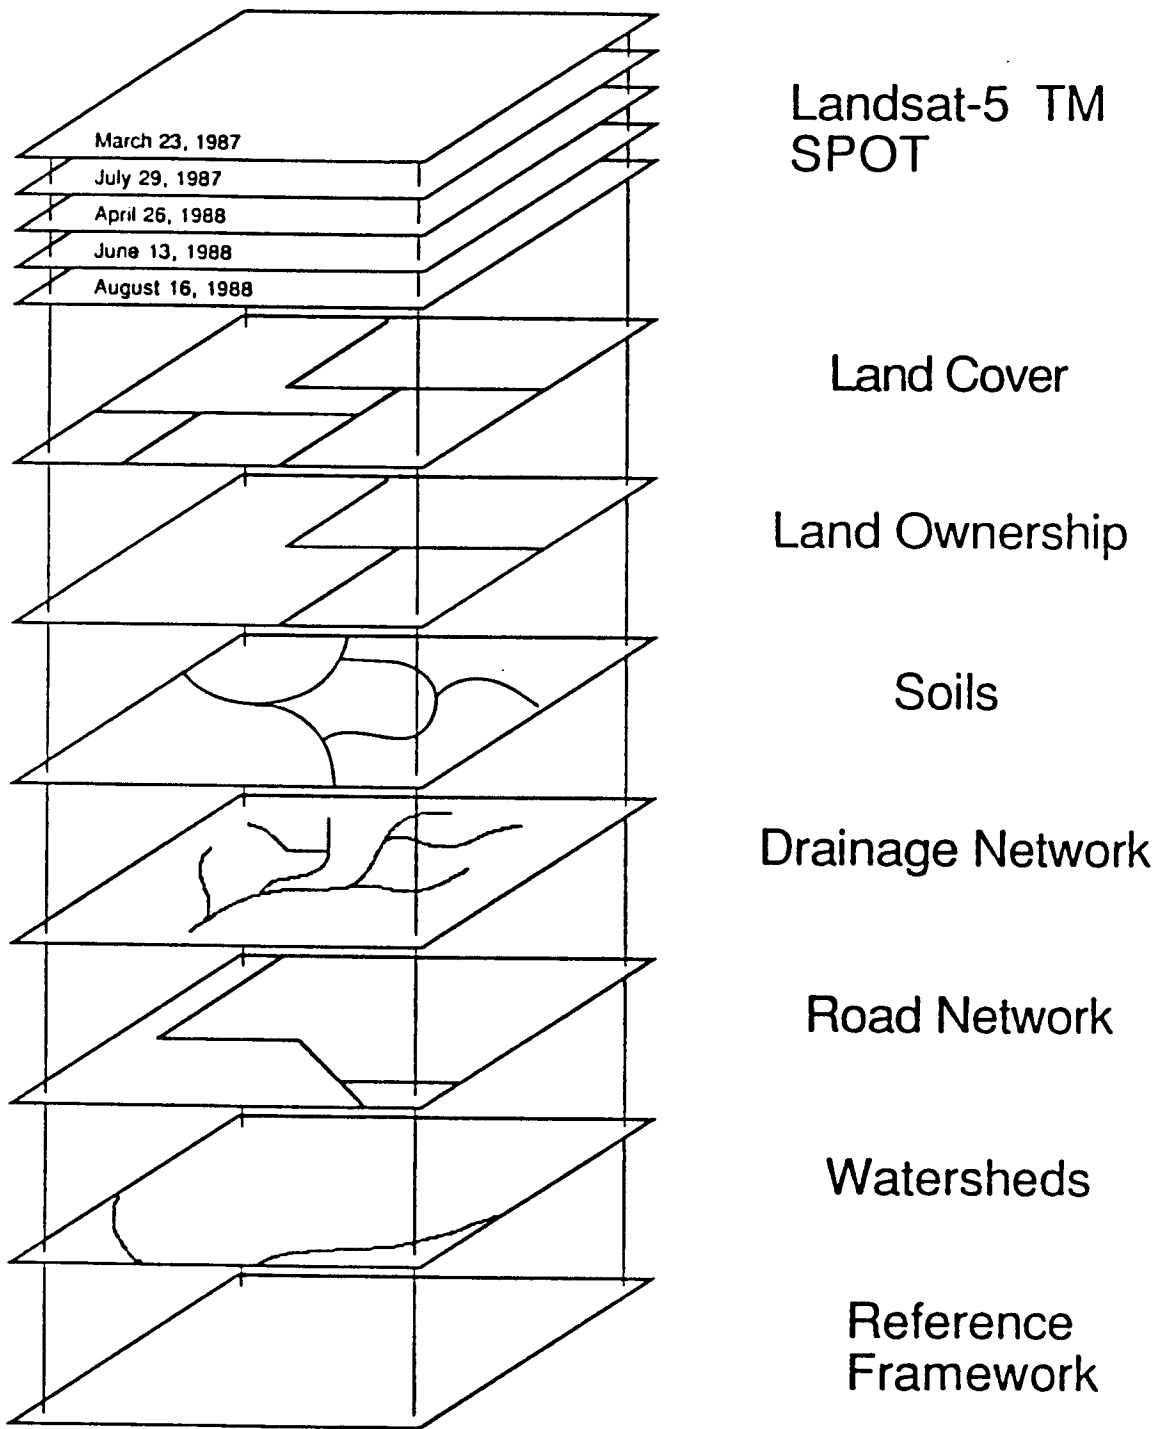 Landsat-5 TM
SPOT
March 23, 1987
July 29, 1987
April 26, 1988
June 13, 1988
August 16, 1988
Land Cover
Land Ownership
Soils
Drainage Network
Road Network
Watersheds
Reference
Framework